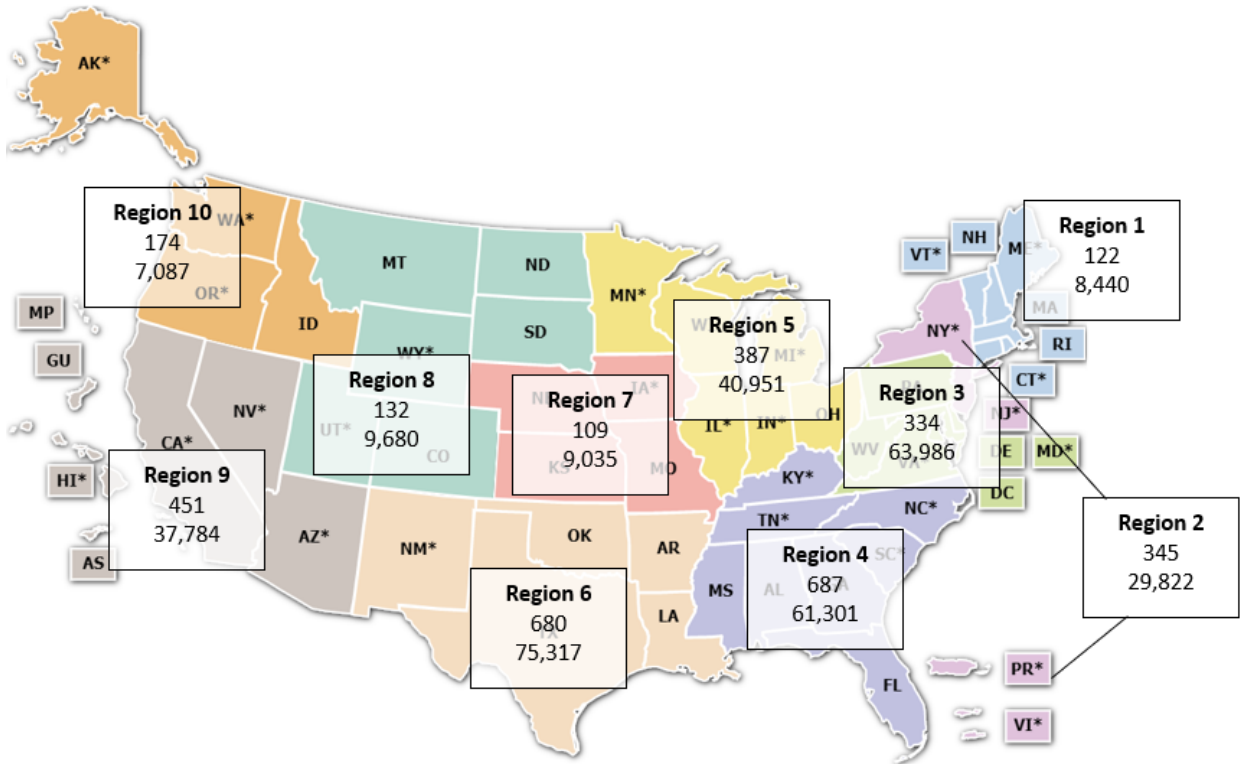 AK*
Region 10
174
7,087
WA*
OR*
ID
MT
ND
SD
WY*
MN*
Region 8
132
9,680
UT*
CO
Region 7
109
9,035
IA*
KS
MO
Region 5
387
40,951
MI*
IL*
IN*
OH
Region 1
122
8,440
VT*
NH
ME*
MA
RI
CT*
NY*
NJ*
Region 3
334
63,986
PA
WV
VA*
DE
MD*
DC
Region 2
345
29,822
PR*
VI*
MP
GU
HI*
AS
CA*
NV*
AZ*
Region 9
451
37,784
NM*
OK
AR
LA
Region 6
680
75,317
TX
KY*
TN*
NC*
SC*
MS
AL
Region 4
687
61,301
FL